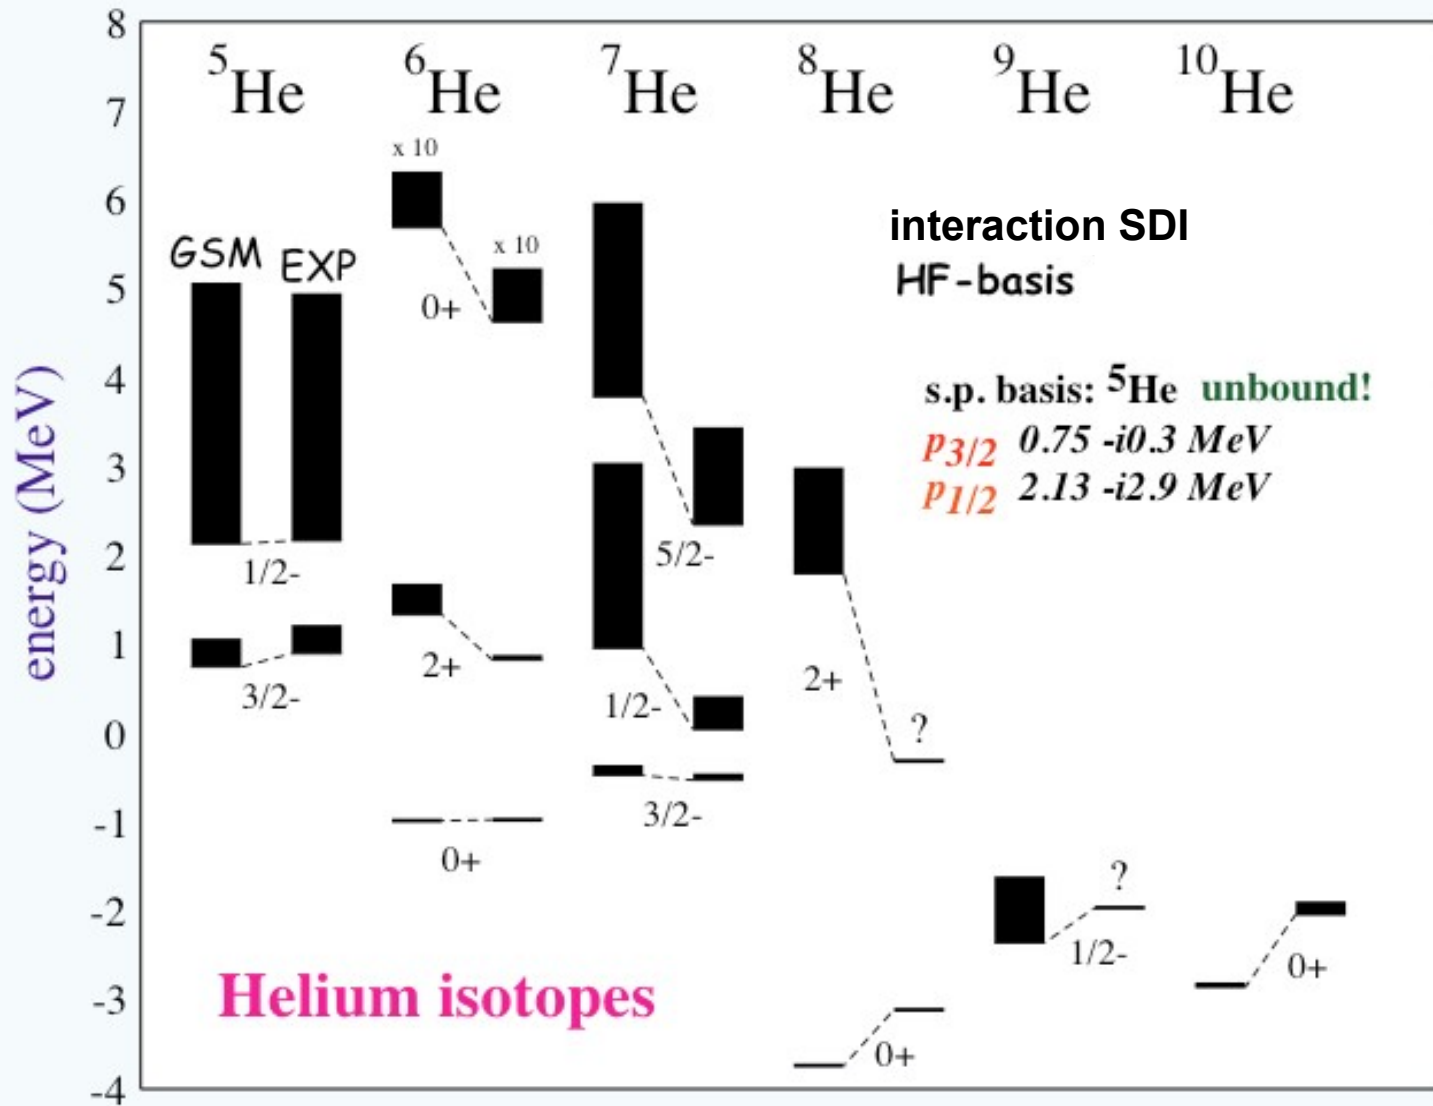 8
7
6
5
4
3
2
1
0
-1
-2
-3
-4
energy (MeV)
5He
6He
7He
8He
9He
10He
GSM
EXP
1/2-
3/2-
x 10
x 10
0+
2+
0+
5/2-
1/2-
3/2-
2+
?
0+
?
1/2-
0+
interaction SDI
HF-basis
s.p. basis: 5He unbound!
p3/2 0.75 -i0.3 MeV
p1/2 2.13 -i2.9 MeV
Helium isotopes